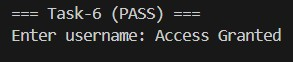 === Task-6 (PASS) ===
Enter username: Access Granted